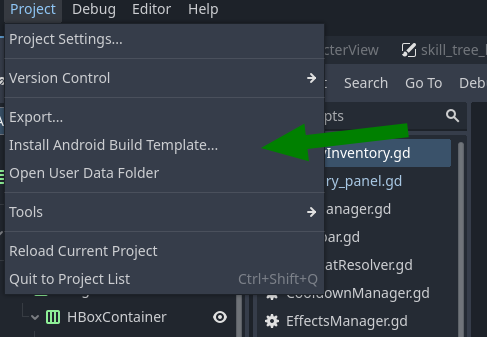 Project Android Editor Help
Project Settings...
Version Control
Export...
Install Android Build Template...
Open User Data Folder
Tools
Reload Current Project
Quit to Project List Ctrl+Shift+Q
HBoxContainer
cterView skill_tree_
Search Go To Deb
pts
Inventory.gd
ry_panel.gd
anager.gd
bar.gd
atResolver.gd
CooldownManager.gd
EffectsManager.gd